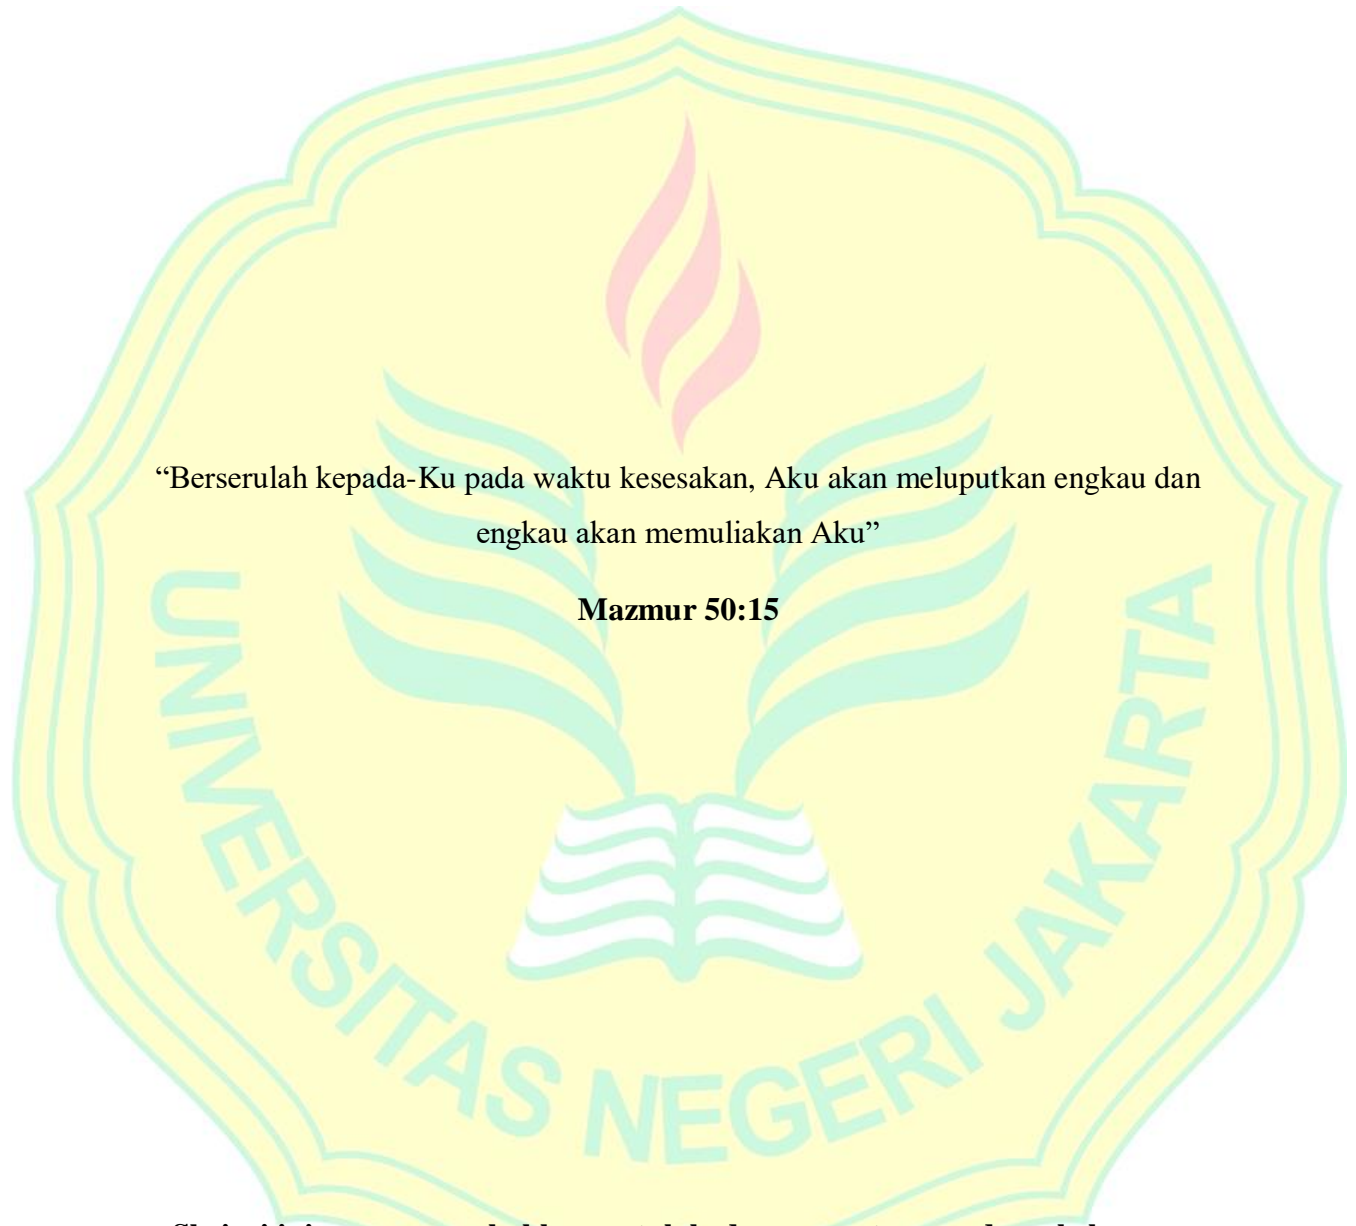 “Berserulah kepada-Ku pada waktu kesesakan, Aku akan meluputkan engkau dan
engkau akan memuliakan Aku”
Mazmur 50:15
UNIVERSITAS NEGERI JAKARTA